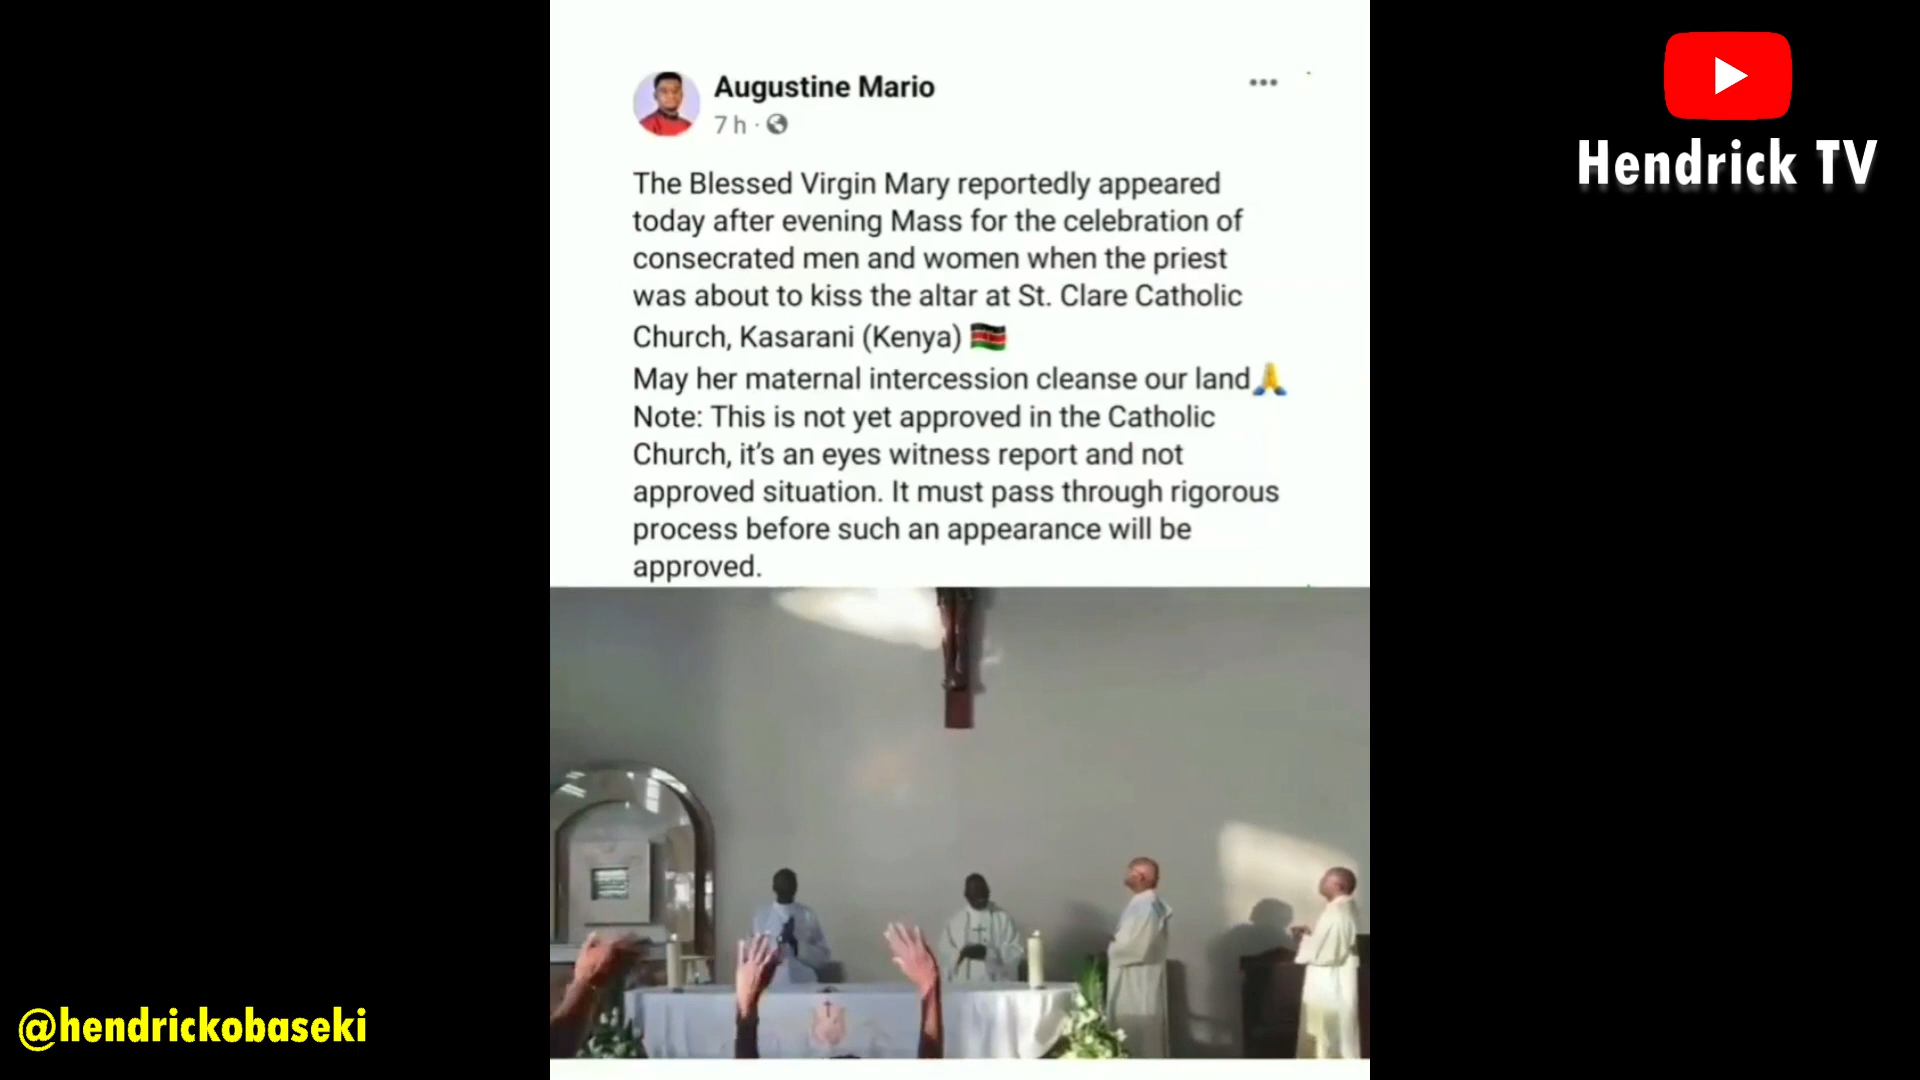 Augustine Mario
7 h ·
The Blessed Virgin Mary reportedly appeared
today after evening Mass for the celebration of
consecrated men and women when the priest
was about to kiss the altar at St. Clare Catholic
Church, Kasarani (Kenya) 🇰🇪
May her maternal intercession cleanse our land🙏
Note: This is not yet approved in the Catholic
Church, it's an eyes witness report and not
approved situation. It must pass through rigorous
process before such an appearance will be
approved.
Hendrick TV
@hendrickobaseki